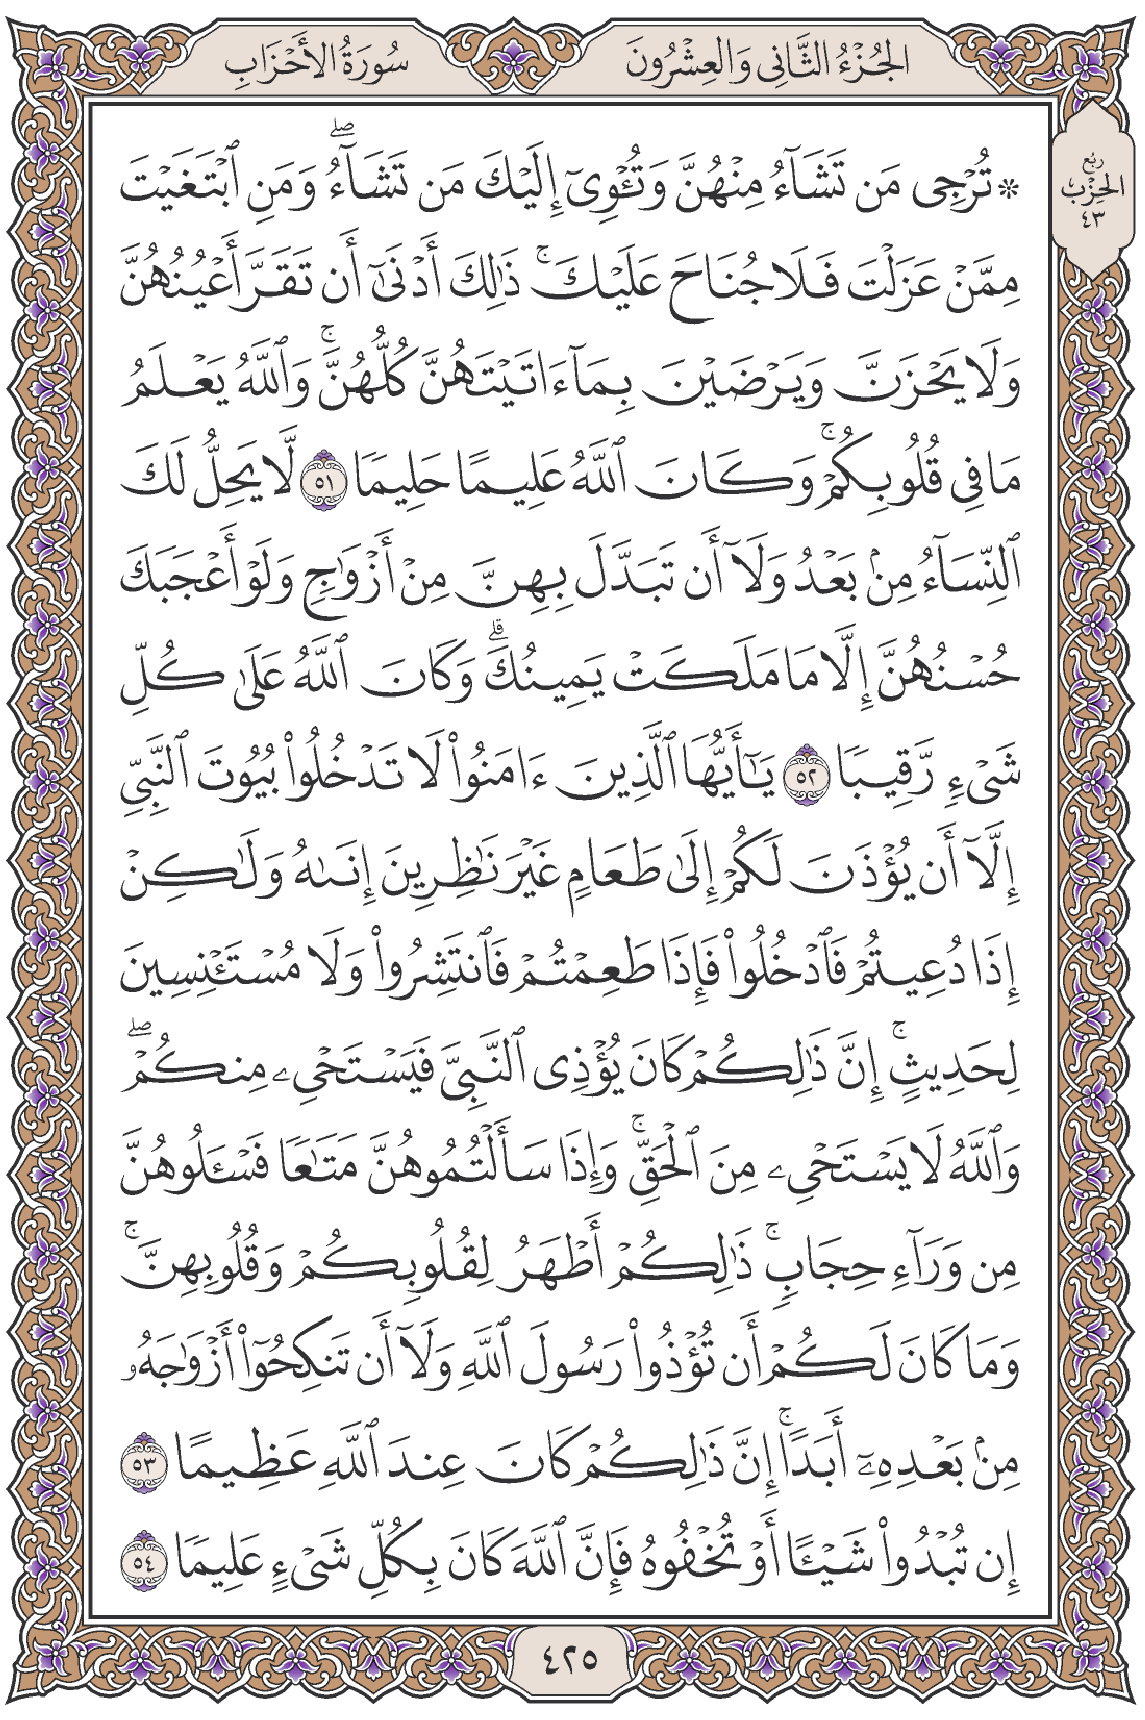 الجُزْءُ الثَّانِي وَالعِشْرُونَ
سُورَةُ الأَحْزَابِ
ربع
الحِزْب
٤٣
۞ تُرْجِي مَن تَشَآءُ مِنْهُنَّ وَتُـْٔوِيٓ إِلَيْكَ مَن تَشَآءُۖ وَمَنِ ٱبْتَغَيْتَ
مِمَّنْ عَزَلْتَ فَلَا جُنَاحَ عَلَيْكَۚ ذَٰلِكَ أَدْنَىٰٓ أَن تَقَرَّ أَعْيُنُهُنَّ
وَلَا يَحْزَنَّ وَيَرْضَيْنَ بِمَآ ءَاتَيْتَهُنَّ كُلُّهُنَّۚ وَٱللَّهُ يَعْلَمُ
مَا فِي قُلُوبِكُمْۚ وَكَانَ ٱللَّهُ عَلِيمًا حَلِيمًا ٥١ لَّا يَحِلُّ لَكَ
ٱلنِّسَآءُ مِنۢ بَعْدُ وَلَآ أَن تَبَدَّلَ بِهِنَّ مِنْ أَزْوَٰجٍ وَلَوْ أَعْجَبَكَ
حُسْنُهُنَّ إِلَّا مَا مَلَكَتْ يَمِينُكَۗ وَكَانَ ٱللَّهُ عَلَىٰ كُلِّ
شَيْءٍ رَّقِيبًا ٥٢ يَٰٓأَيُّهَا ٱلَّذِينَ ءَامَنُوا۟ لَا تَدْخُلُوا۟ بُيُوتَ ٱلنَّبِيِّ
إِلَّآ أَن يُؤْذَنَ لَكُمْ إِلَىٰ طَعَامٍ غَيْرَ نَٰظِرِينَ إِنَىٰهُ وَلَٰكِنْ
إِذَا دُعِيتُمْ فَٱدْخُلُوا۟ فَإِذَا طَعِمْتُمْ فَٱنتَشِرُوا۟ وَلَا مُسْتَـْٔنِسِينَ
لِحَدِيثٍۚ إِنَّ ذَٰلِكُمْ كَانَ يُؤْذِي ٱلنَّبِيَّ فَيَسْتَحْيِۦ مِنكُمْۖ
وَٱللَّهُ لَا يَسْتَحْيِۦ مِنَ ٱلْحَقِّۚ وَإِذَا سَأَلْتُمُوهُنَّ مَتَٰعًا فَسْـَٔلُوهُنَّ
مِن وَرَآءِ حِجَابٍۚ ذَٰلِكُمْ أَطْهَرُ لِقُلُوبِكُمْ وَقُلُوبِهِنَّۚ
وَمَا كَانَ لَكُمْ أَن تُؤْذُوا۟ رَسُولَ ٱللَّهِ وَلَآ أَن تَنكِحُوٓا۟ أَزْوَٰجَهُۥ
مِنۢ بَعْدِهِۦٓ أَبَدًاۚ إِنَّ ذَٰلِكُمْ كَانَ عِندَ ٱللَّهِ عَظِيمًا ٥٣
إِن تُبْدُوا۟ شَيْـًٔا أَوْ تُخْفُوهُ فَإِنَّ ٱللَّهَ كَانَ بِكُلِّ شَيْءٍ عَلِيمًا ٥٤
٤٢٥